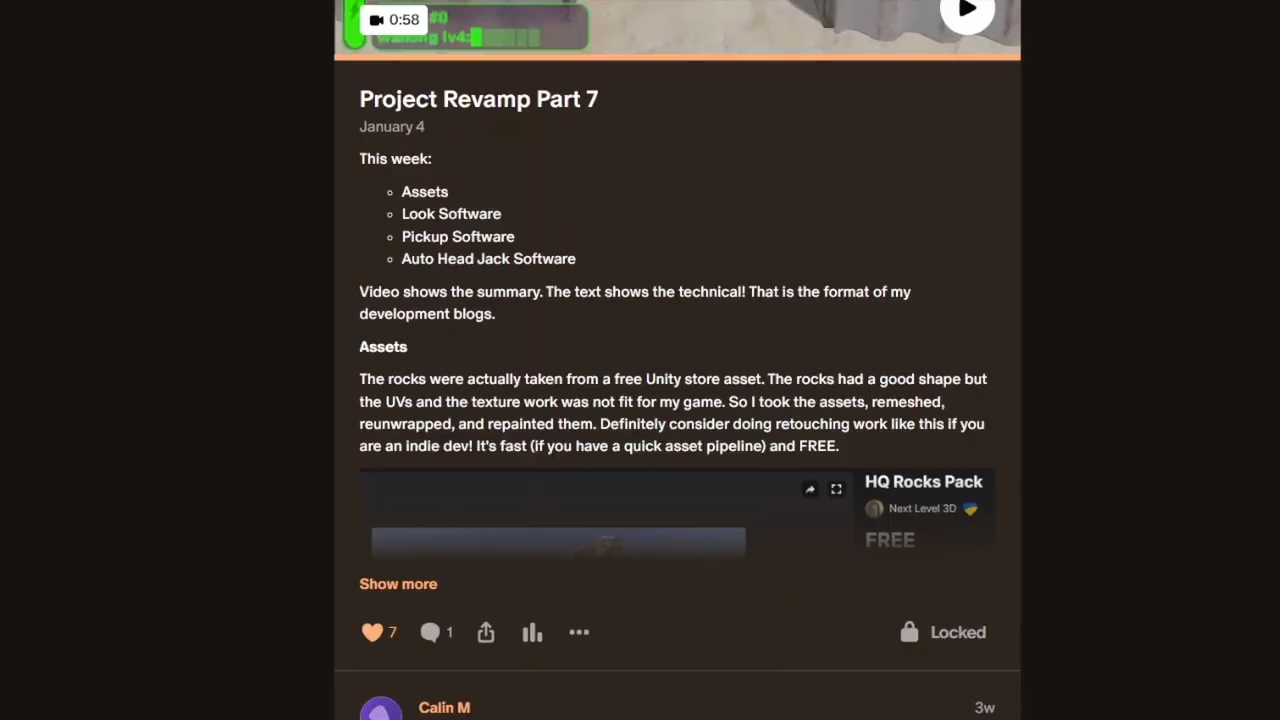 0:58
#0
walking lv4:
Project Revamp Part 7
January 4
This week:
Assets
Look Software
Pickup Software
Auto Head Jack Software
Video shows the summary. The text shows the technical! That is the format of my
development blogs.
Assets
The rocks were actually taken from a free Unity store asset. The rocks had a good shape but
the UVs and the texture work was not fit for my game. So I took the assets, remeshed,
reunwrapped, and repainted them. Definitely consider doing retouching work like this if you
are an indie dev! It's fast (if you have a quick asset pipeline) and FREE.
HQ Rocks Pack
Next Level 3D
FREE
Show more
7
1
Locked
Calin M
3w